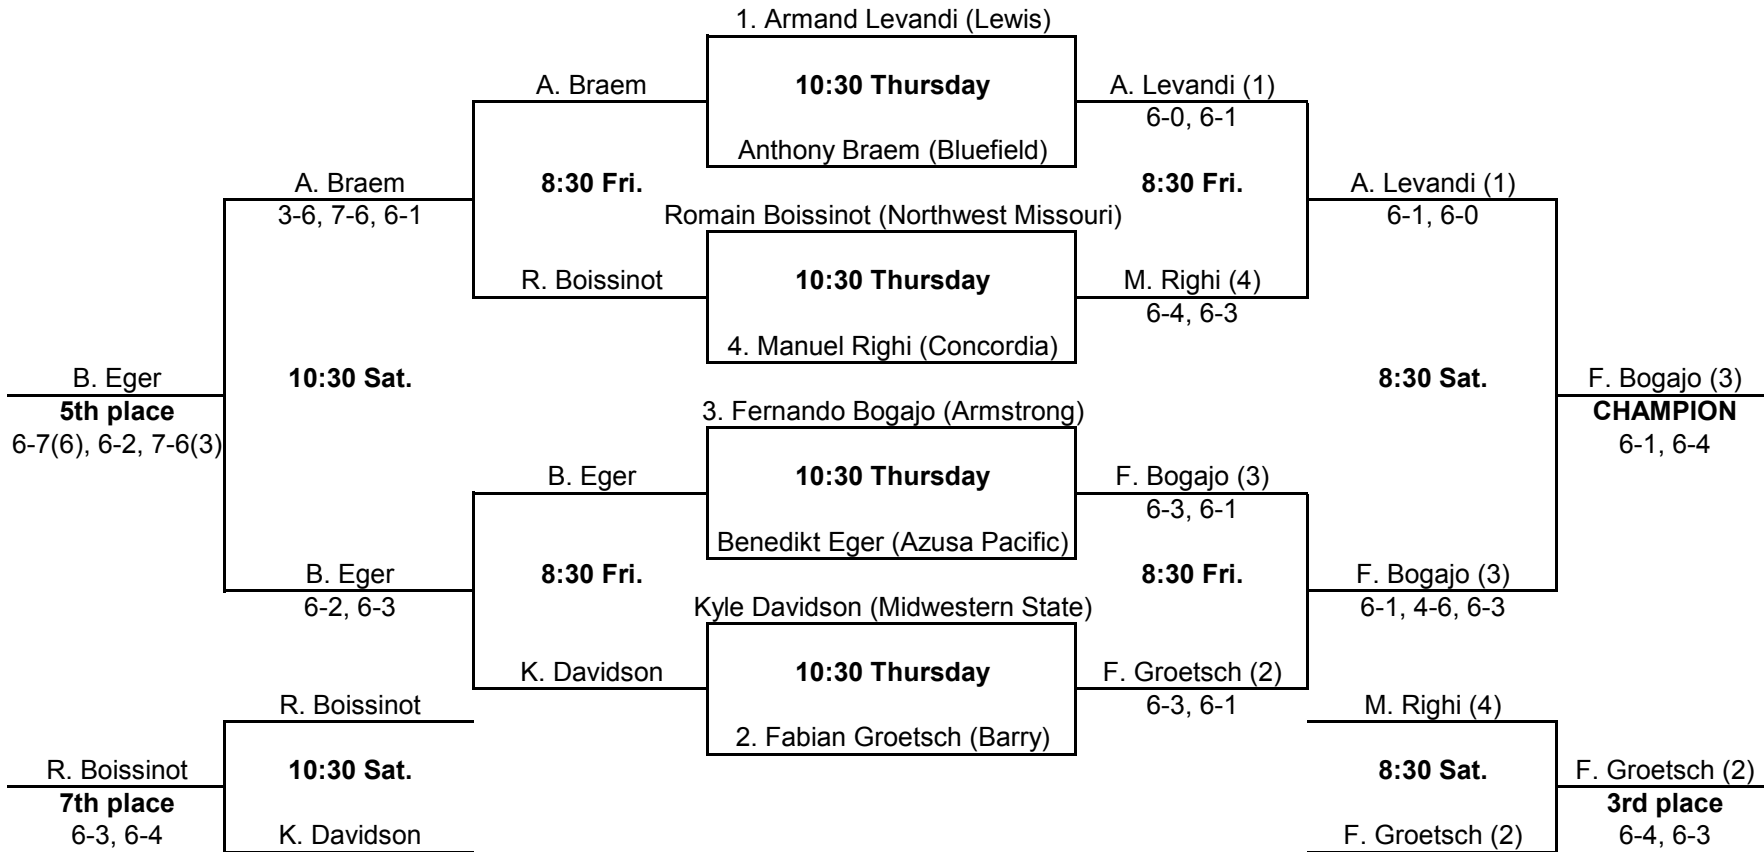 1. Armand Levandi (Lewis)
A. Braem
10:30 Thursday
A. Levandi (1)
6-0, 6-1
Anthony Braem (Bluefield)
A. Braem
8:30 Fri.
8:30 Fri.
A. Levandi (1)
3-6, 7-6, 6-1
Romain Boissinot (Northwest Missouri)
6-1, 6-0
R. Boissinot
10:30 Thursday
M. Righi (4)
6-4, 6-3
4. Manuel Righi (Concordia)
B. Eger
10:30 Sat.
8:30 Sat.
F. Bogajo (3)
5th place
3. Fernando Bogajo (Armstrong)
CHAMPION
6-7(6), 6-2, 7-6(3)
6-1, 6-4
B. Eger
10:30 Thursday
F. Bogajo (3)
6-3, 6-1
Benedikt Eger (Azusa Pacific)
B. Eger
8:30 Fri.
8:30 Fri.
F. Bogajo (3)
6-2, 6-3
Kyle Davidson (Midwestern State)
6-1, 4-6, 6-3
K. Davidson
10:30 Thursday
F. Groetsch (2)
R. Boissinot
6-3, 6-1
M. Righi (4)
2. Fabian Groetsch (Barry)
R. Boissinot
10:30 Sat.
8:30 Sat.
F. Groetsch (2)
7th place
3rd place
6-3, 6-4
K. Davidson
F. Groetsch (2)
6-4, 6-3